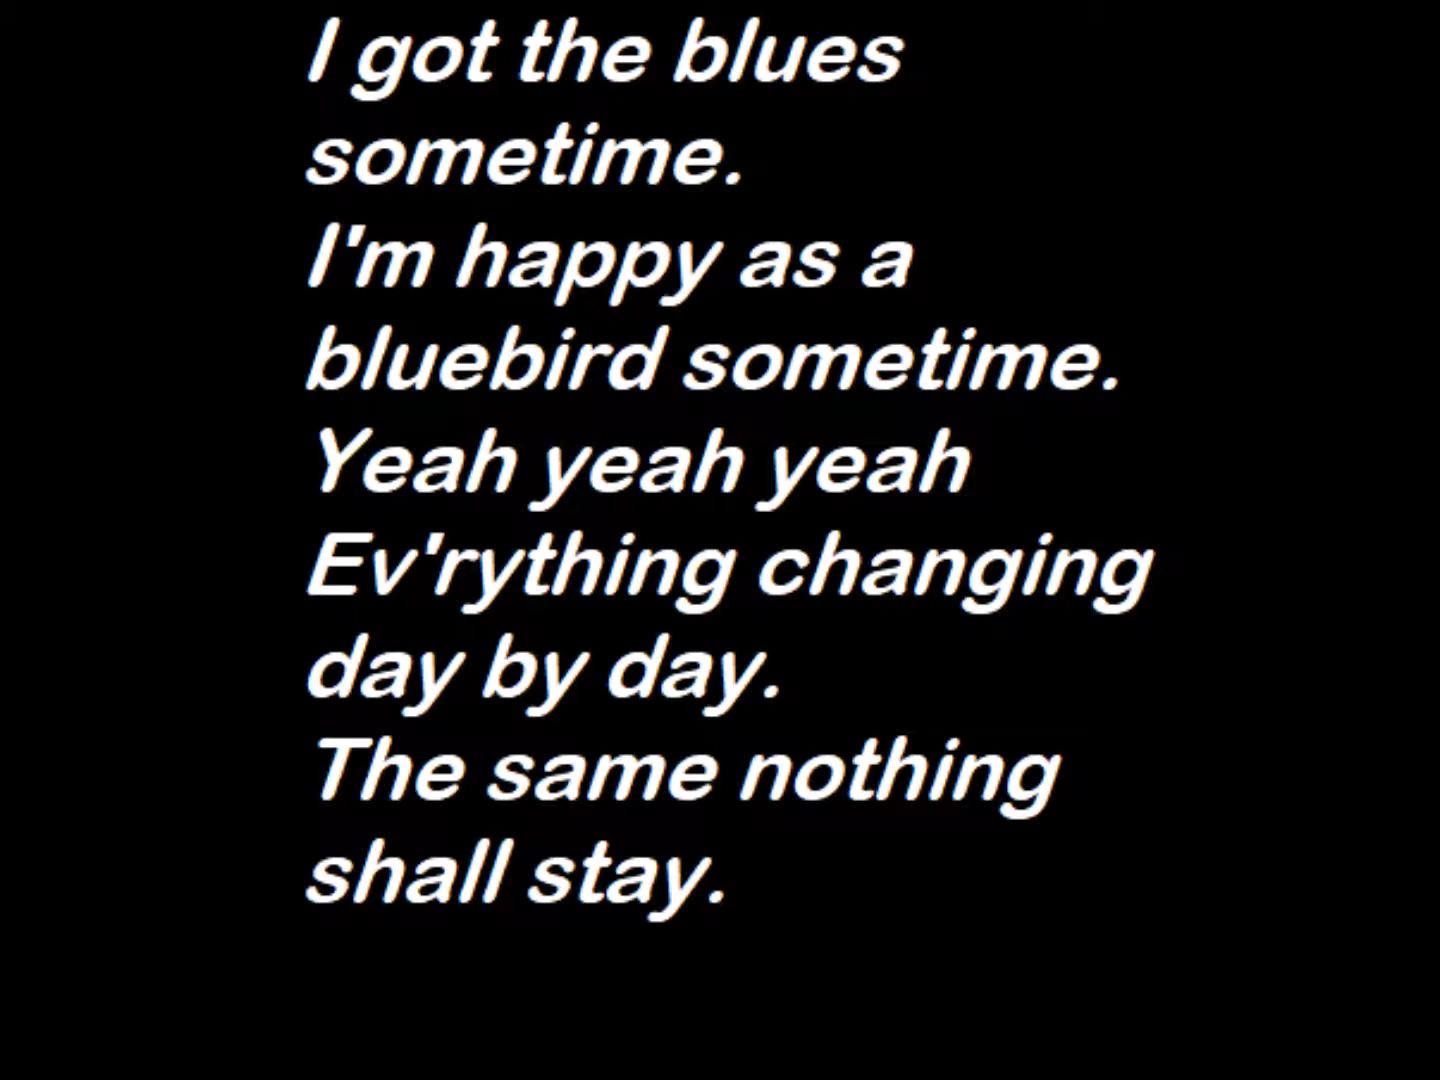 I got the blues
sometime.
I'm happy as a
bluebird sometime.
Yeah yeah yeah
Ev'rything changing
day by day.
The same nothing
shall stay.